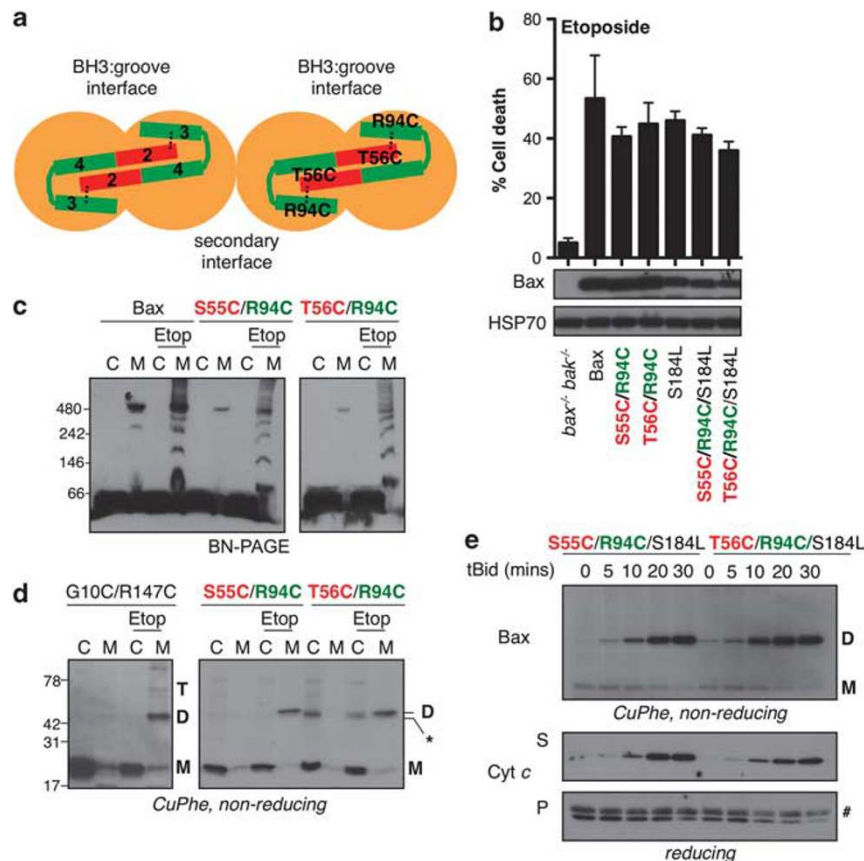 a
BH3:groove interface
BH3:groove interface
3
4
2
2
4
3
R94C
T56C
T56C
R94C
secondary interface
b
Etoposide
% Cell death
80
60
40
20
0
Bax
HSP70
bax-/- bak-/-
Bax
S55C/R94C
T56C/R94C
S184L
S55C/R94C/S184L
T56C/R94C/S184L
c
Bax S55C/R94C T56C/R94C
Etop Etop Etop
C M C M C M C M C M C M
480
242
146
66
BN-PAGE
d
G10C/R147C S55C/R94C T56C/R94C
Etop Etop Etop
C M C M C M C M C M C M
78
42
31
17
T
D
M
D
*
M
CuPhe, non-reducing
e
S55C/R94C/S184L T56C/R94C/S184L
tBid (mins) 0 5 10 20 30 0 5 10 20 30
Bax
D
M
CuPhe, non-reducing
S
Cyt c
P
#
reducing